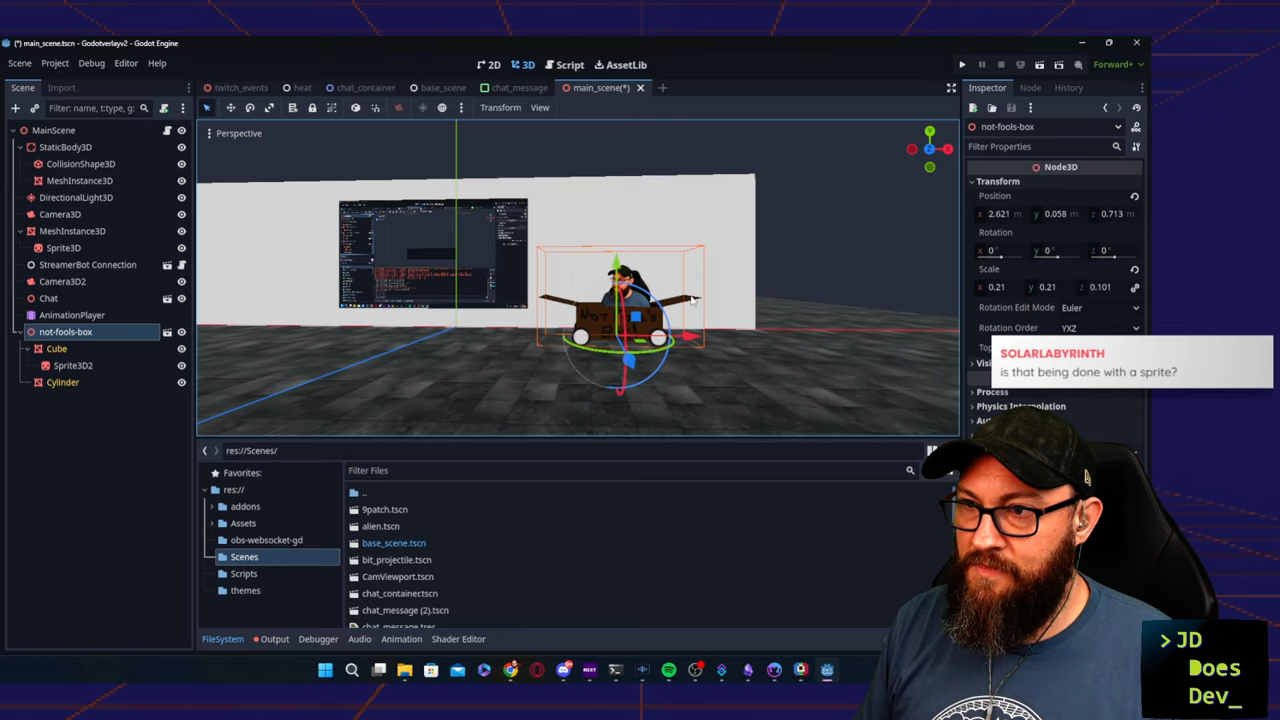 (*) main_scene.tscn - Godotverlayv2 - Godot Engine
Scene Project Debug Editor Help
2D 3D Script AssetLib
Forward+
Scene Import
twitch_events heat chat_container base_scene chat_message main_scene(*)
Inspector Node History
Filter: name, t:type, g:
Transform View
Perspective
Y
X
Z
MainScene
StaticBody3D
CollisionShape3D
MeshInstance3D
DirectionalLight3D
Camera3D
MeshInstance3D
Sprite3D
StreamerBot Connection
Camera3D2
Chat
AnimationPlayer
not-fools-box
Cube
Sprite3D2
Cylinder
not-fools-box
Filter Properties
Node3D
Transform
Position
x 2.621 m y 0.058 m z 0.713 m
Rotation
x 0° y 0° z 0°
Scale
x 0.21 y 0.21 z 0.101
Rotation Edit Mode Euler
Rotation Order YXZ
SOLARLABYRINTH
is that being done with a sprite?
Process
Physics Interpolation
NOT
res://Scenes/
Favorites:
res://
addons
Assets
obs-websocket-gd
Scenes
Scripts
themes
Filter Files
..
9patch.tscn
alien.tscn
base_scene.tscn
bit_projectile.tscn
CamViewport.tscn
chat_container.tscn
chat_message (2).tscn
chat_message.tres
FileSystem Output Debugger Audio Animation Shader Editor
>JD
Does
Dev_